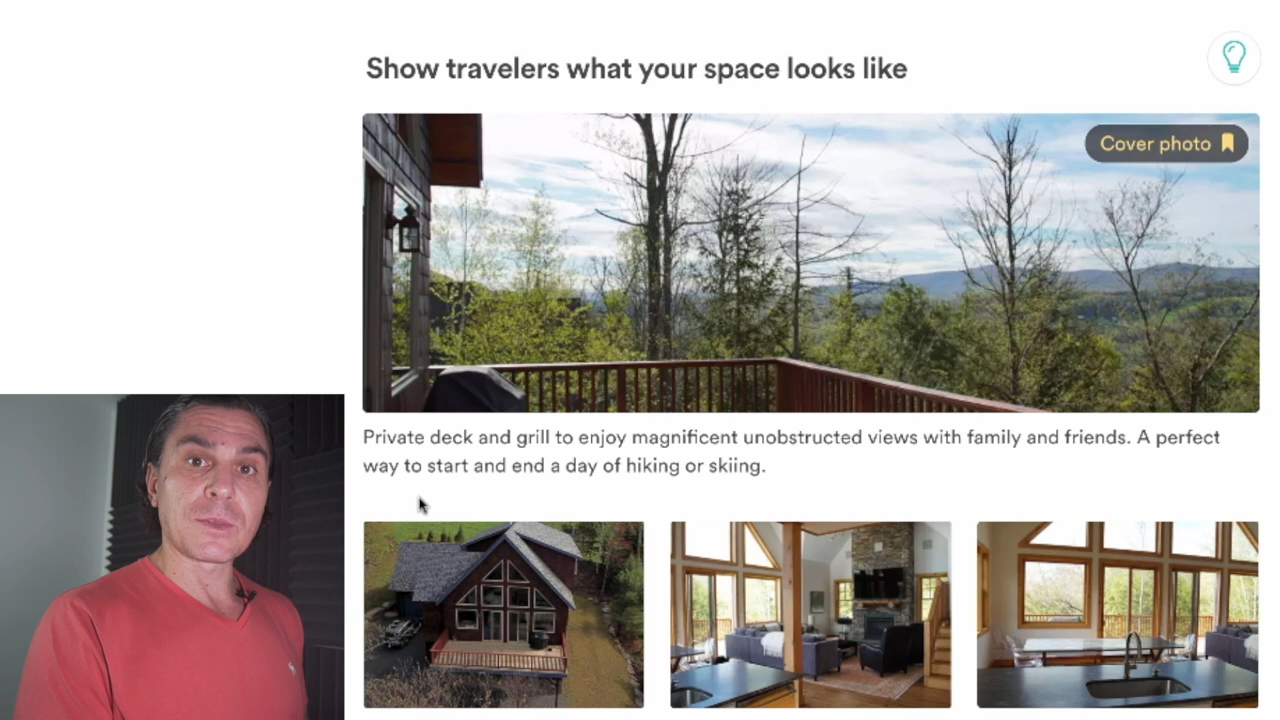 Show travelers what your space looks like
Cover photo
Private deck and grill to enjoy magnificent unobstructed views with family and friends. A perfect
way to start and end a day of hiking or skiing.